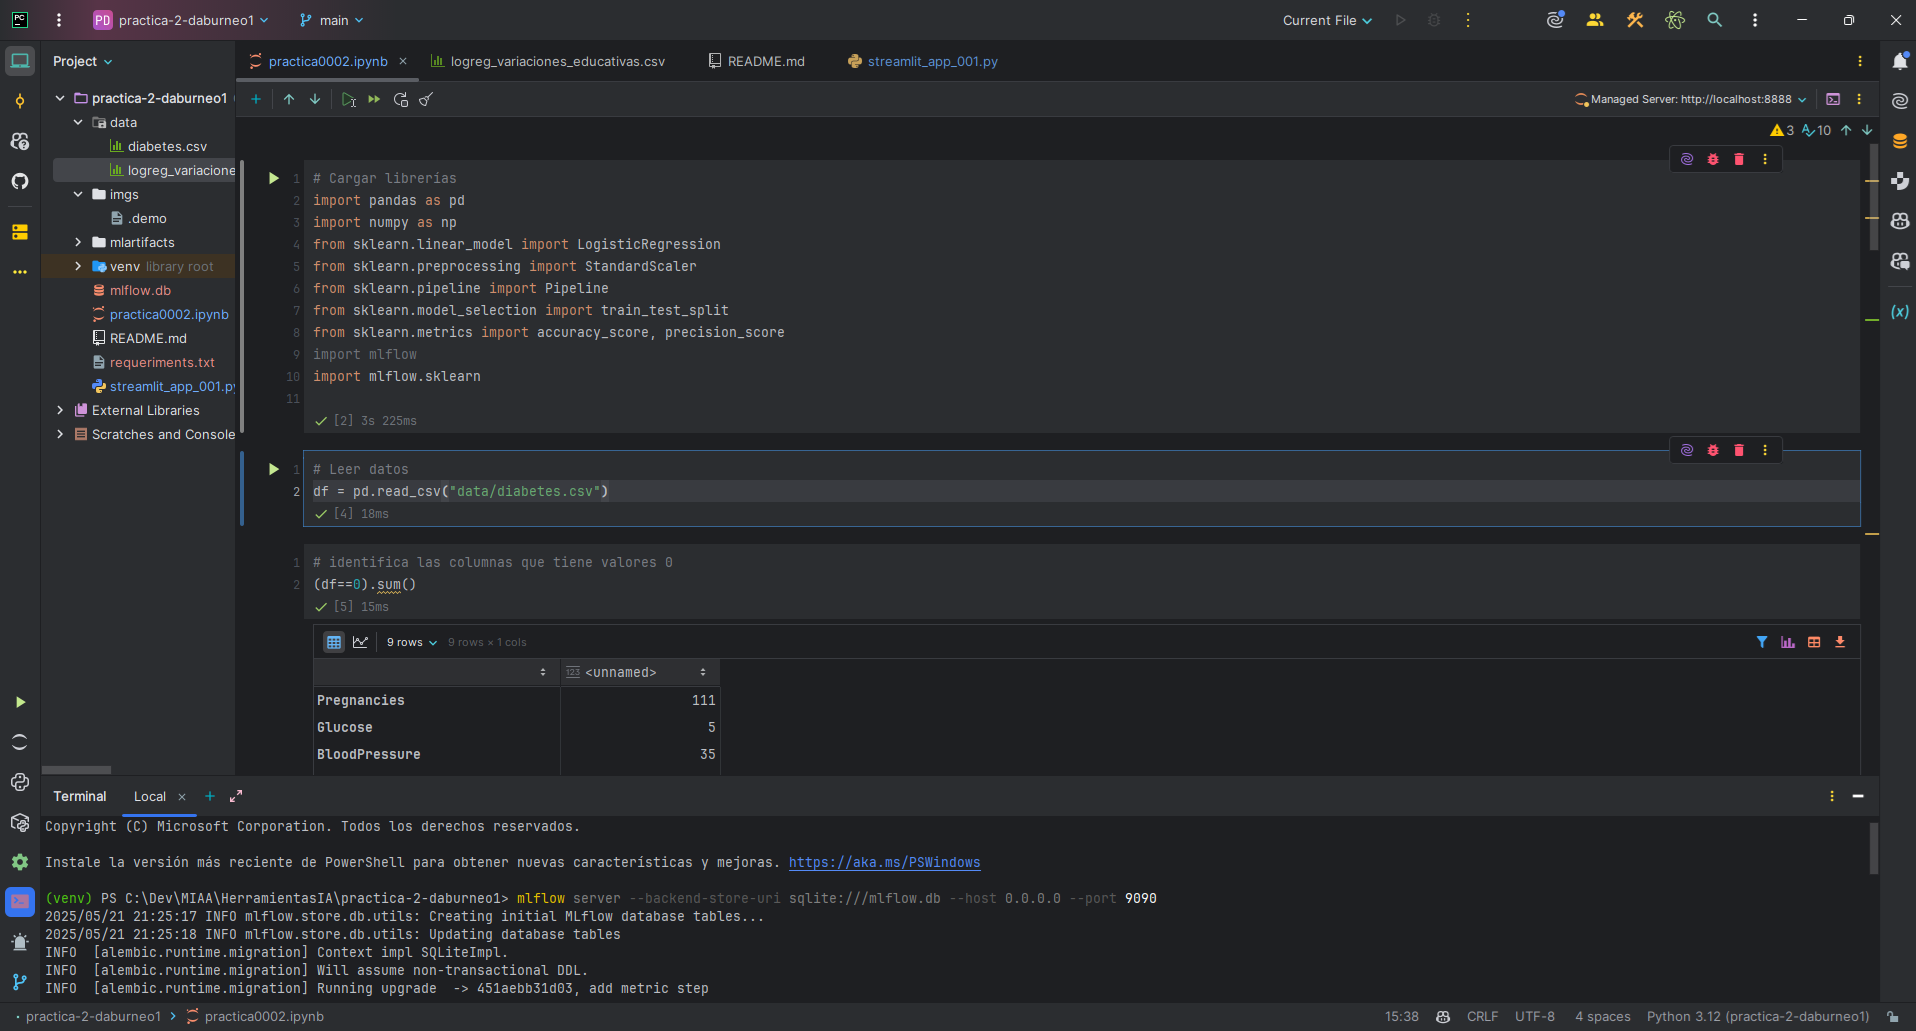 PC
PD practica-2-daburneo1
main
Current File
Project
practica0002.ipynb
logreg_variaciones_educativas.csv
README.md
streamlit_app_001.py
practica-2-daburneo1
data
diabetes.csv
logreg_variacione
imgs
.demo
mlartifacts
venv library root
mlflow.db
practica0002.ipynb
README.md
requeriments.txt
streamlit_app_001.py
External Libraries
Scratches and Console
Managed Server: http://localhost:8888
3 10
1 # Cargar librerias
2 import pandas as pd
3 import numpy as np
4 from sklearn.linear_model import LogisticRegression
5 from sklearn.preprocessing import StandardScaler
6 from sklearn.pipeline import Pipeline
7 from sklearn.model_selection import train_test_split
8 from sklearn.metrics import accuracy_score, precision_score
9 import mlflow
10 import mlflow.sklearn
11
[2] 3s 225ms
1 # Leer datos
2 df = pd.read_csv("data/diabetes.csv")
[4] 18ms
1 # identifica las columnas que tiene valores 0
2 (df==0).sum()
[5] 15ms
9 rows 9 rows × 1 cols
123 <unnamed>
Pregnancies 111
Glucose 5
BloodPressure 35
(x)
Terminal Local
Copyright (C) Microsoft Corporation. Todos los derechos reservados.
Instale la versión más reciente de PowerShell para obtener nuevas características y mejoras. https://aka.ms/PSWindows
(venv) PS C:\Dev\MIAA\HerramientasIA\practica-2-daburneo1> mlflow server --backend-store-uri sqlite:///mlflow.db --host 0.0.0.0 --port 9090
2025/05/21 21:25:17 INFO mlflow.store.db.utils: Creating initial MLflow database tables...
2025/05/21 21:25:18 INFO mlflow.store.db.utils: Updating database tables
INFO  [alembic.runtime.migration] Context impl SQLiteImpl.
INFO  [alembic.runtime.migration] Will assume non-transactional DDL.
INFO  [alembic.runtime.migration] Running upgrade  -> 451aebb31d03, add metric step
practica-2-daburneo1 > practica0002.ipynb
15:38 CRLF UTF-8 4 spaces Python 3.12 (practica-2-daburneo1)